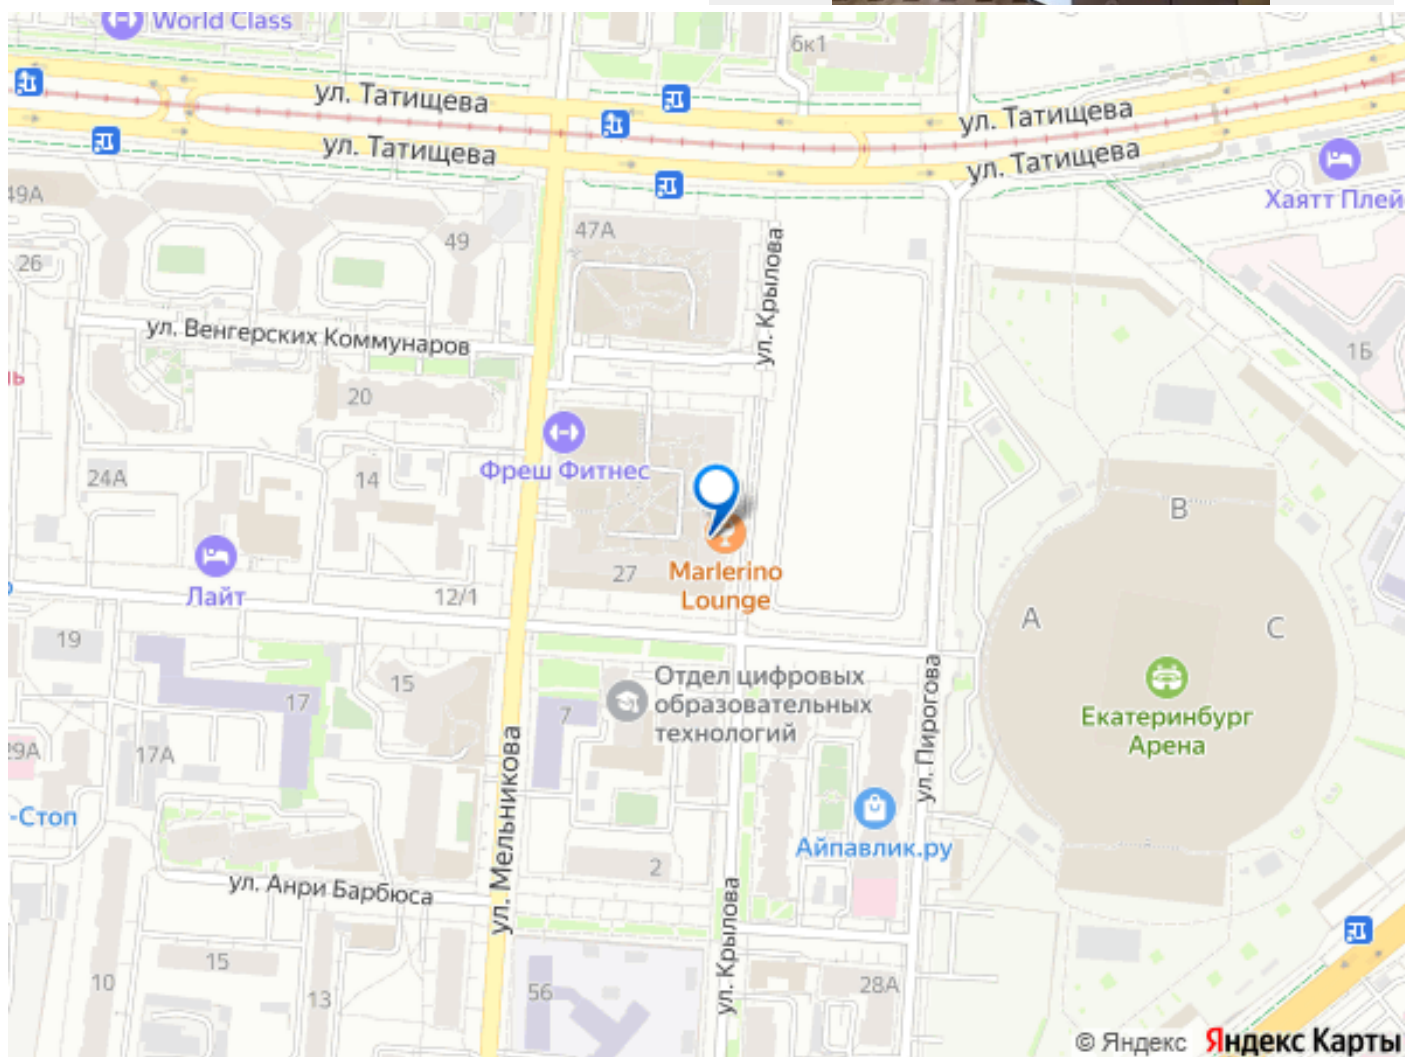 World Class
6к1
ул. Татищева
ул. Татищева
ул. Татищева
ул. Татищева
Хаятт Плей
49А
49
47А
26
ул. Крылова
ул. Венгерских Коммунаров
1Б
ь
20
Фреш Фитнес
24А
14
B
Marlerino
Lounge
27
Лайт
12/1
A
C
19
Отдел цифровых
образовательных
технологий
15
17
7
Екатеринбург
Арена
29А
17А
ул. Мельникова
ул. Пирогова
-Стоп
Айпавлик.ру
2
ул. Анри Барбюса
ул. Крылова
15
10
13
56
28А
© Яндекс Яндекс Карты